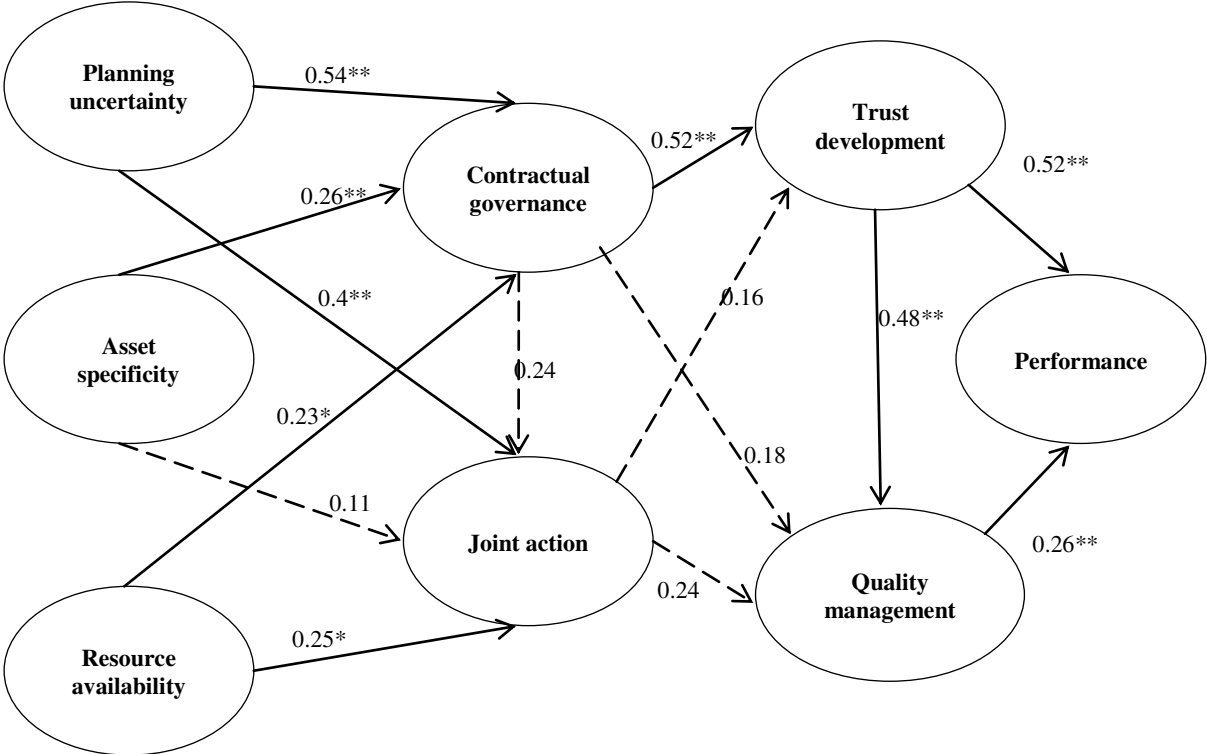 Planning
uncertainty
0.54**
Contractual
governance
0.52**
Trust
development
0.52**
0.26**
0.4**
0.16
0.48**
Asset
specificity
0.24
Performance
0.23*
0.18
0.11
Joint action
0.24
0.26**
Quality
management
0.25*
Resource
availability